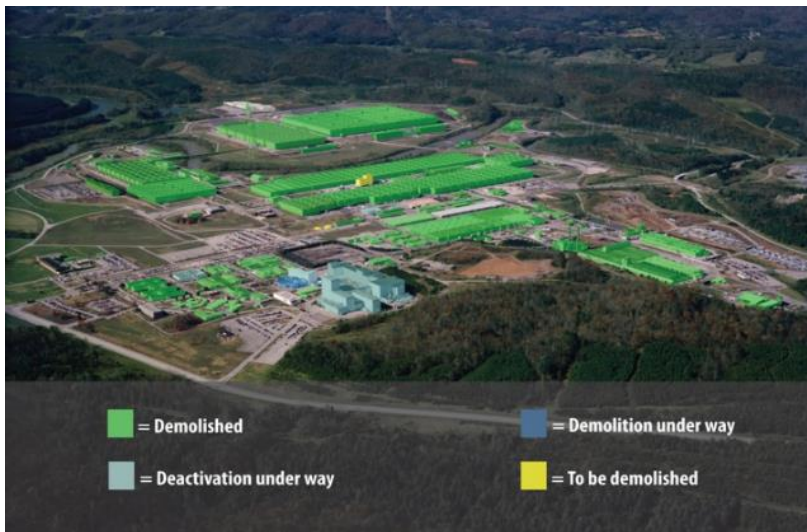 = Demolished
= Demolition under way
= Deactivation under way
= To be demolished